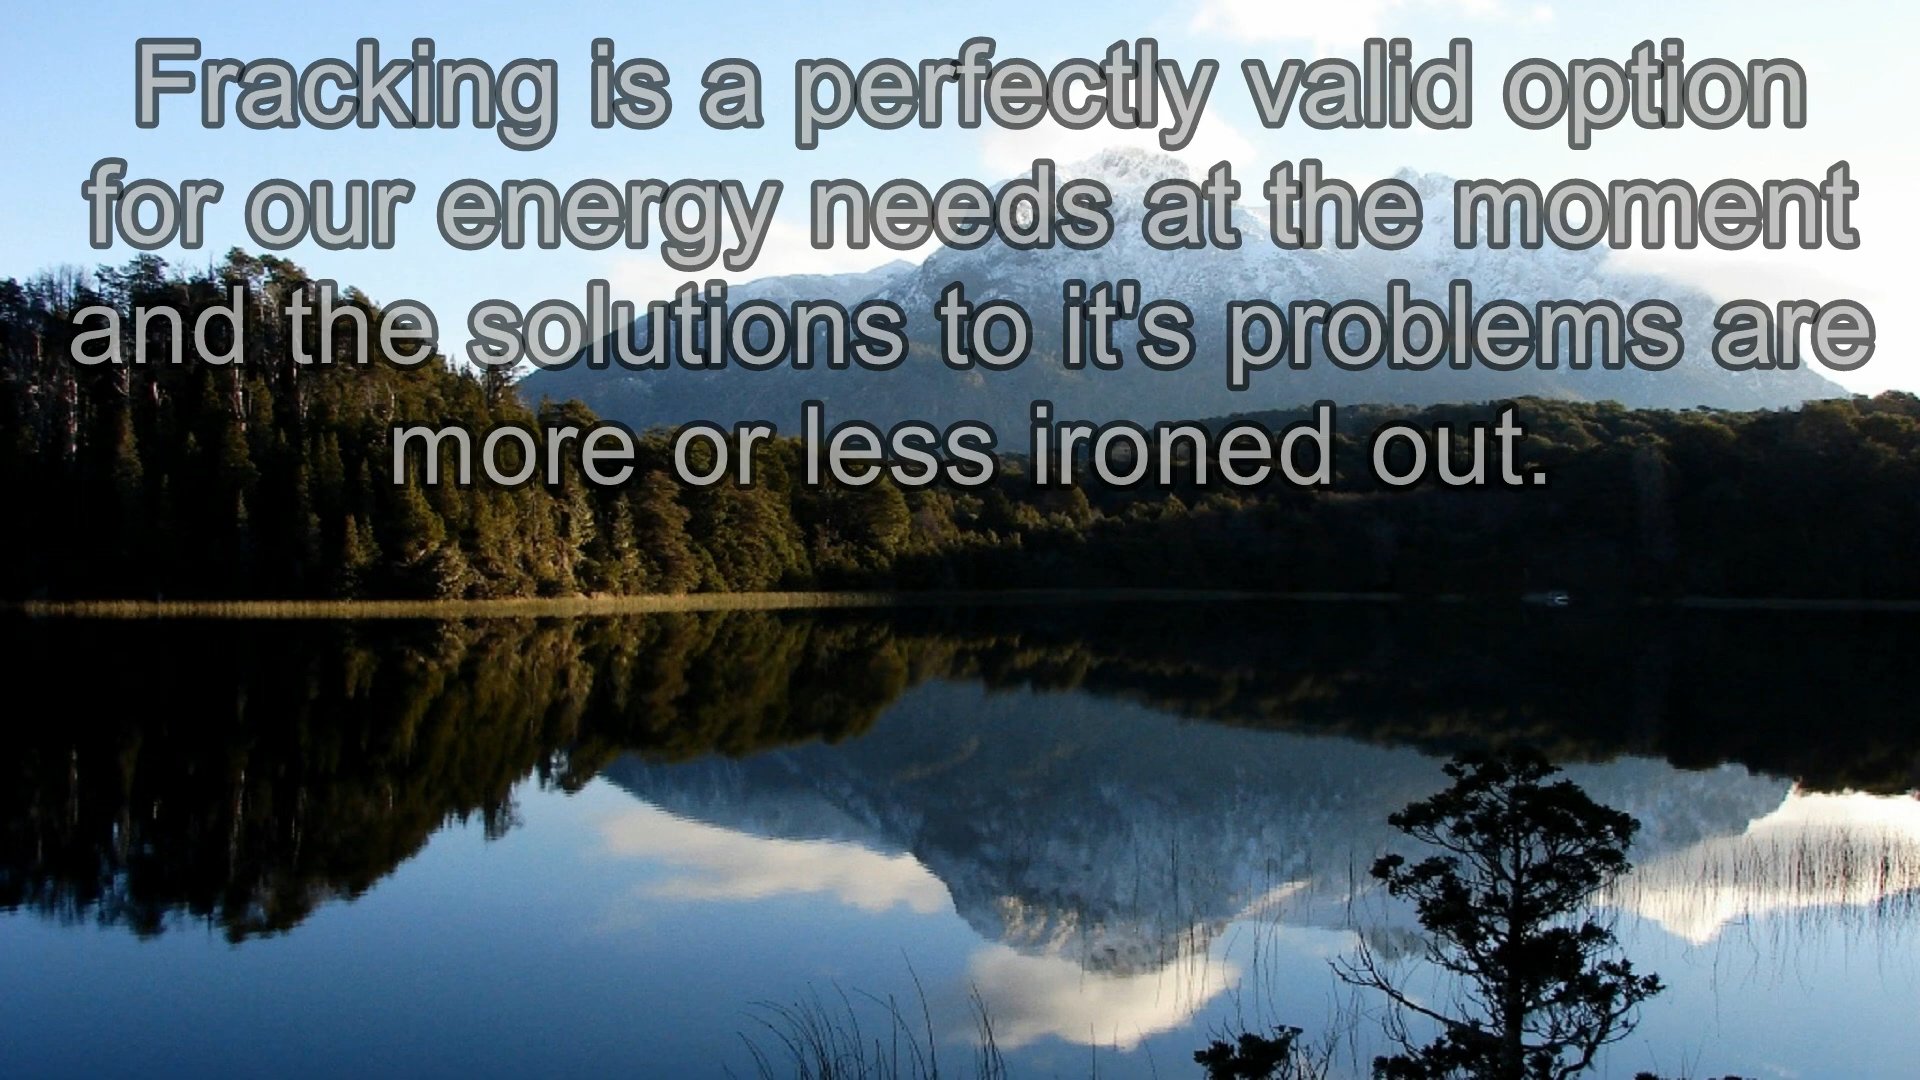 Fracking is a perfectly valid option
for our energy needs at the moment
and the solutions to it's problems are
more or less ironed out.